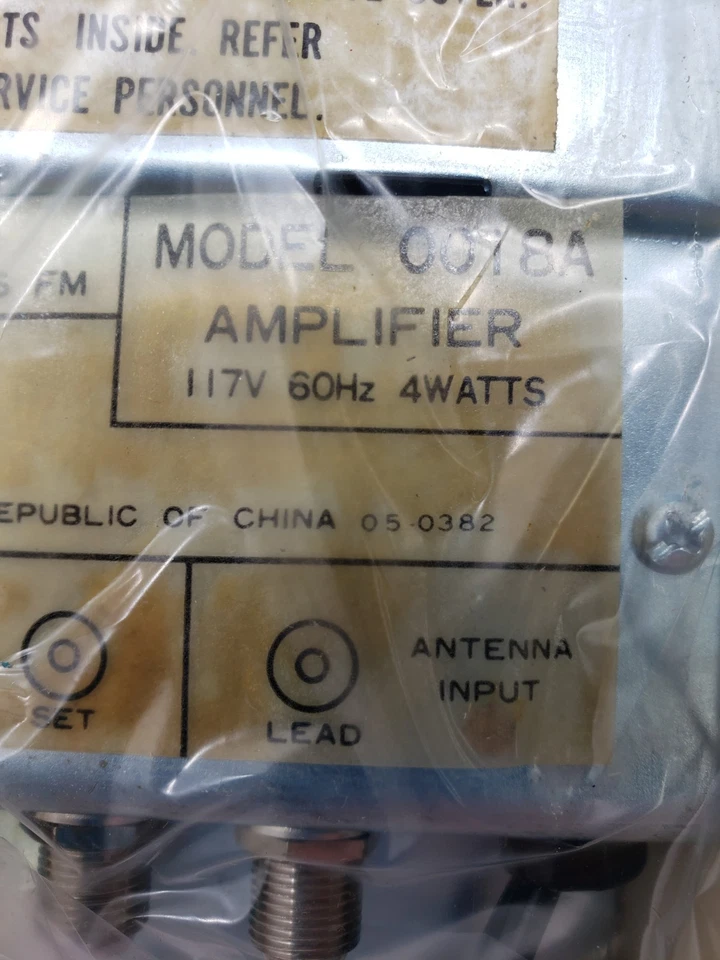 TS INSIDE. REFER
RVICE PERSONNEL.
S FM
MODEL 0018A
AMPLIFIER
117V 60Hz 4WATTS
EPUBLIC OF CHINA 05-0382
SET
LEAD
ANTENNA
INPUT